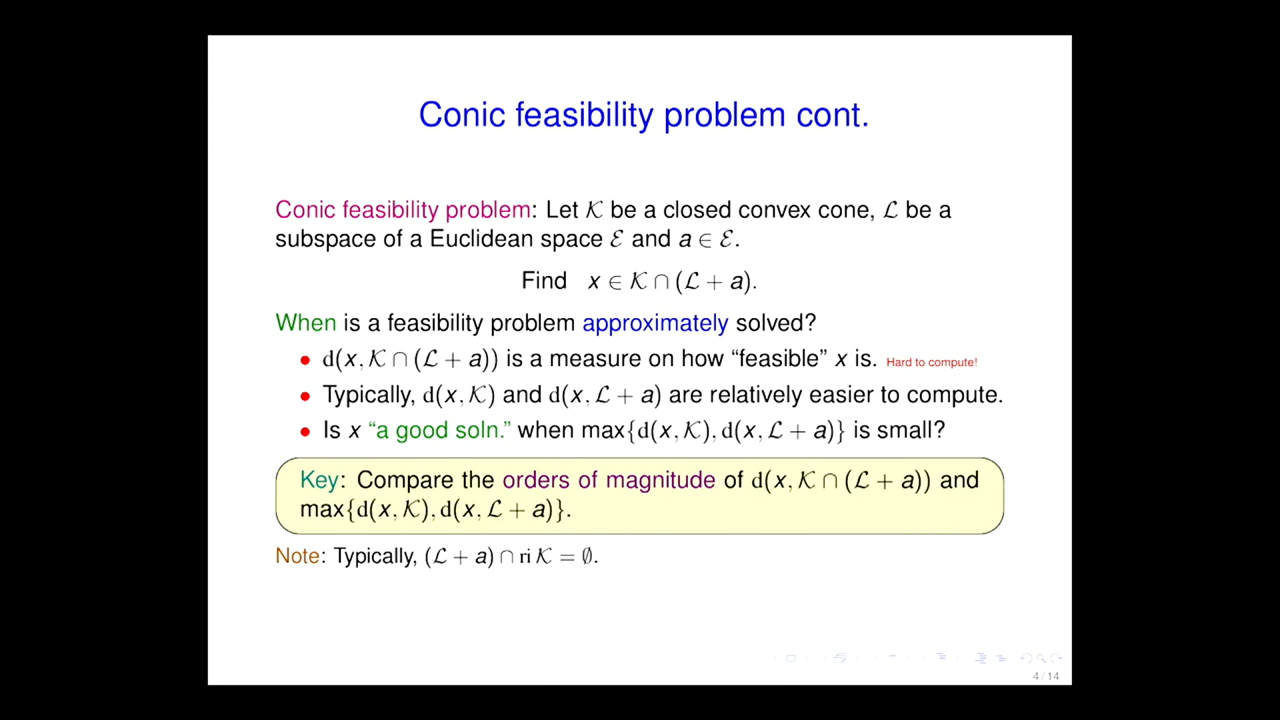 Conic feasibility problem cont.
Conic feasibility problem: Let 𝒦 be a closed convex cone, ℒ be a
subspace of a Euclidean space ℰ and a ∈ ℰ.
Find x ∈ 𝒦 ∩ (ℒ + a).
When is a feasibility problem approximately solved?
• d(x, 𝒦 ∩ (ℒ + a)) is a measure on how “feasible” x is. Hard to compute!
• Typically, d(x, 𝒦) and d(x, ℒ + a) are relatively easier to compute.
• Is x “a good soln.” when max{d(x, 𝒦), d(x, ℒ + a)} is small?
Key: Compare the orders of magnitude of d(x, 𝒦 ∩ (ℒ + a)) and
max{d(x, 𝒦), d(x, ℒ + a)}.
Note: Typically, (ℒ + a) ∩ ri 𝒦 = ∅.
4 / 14